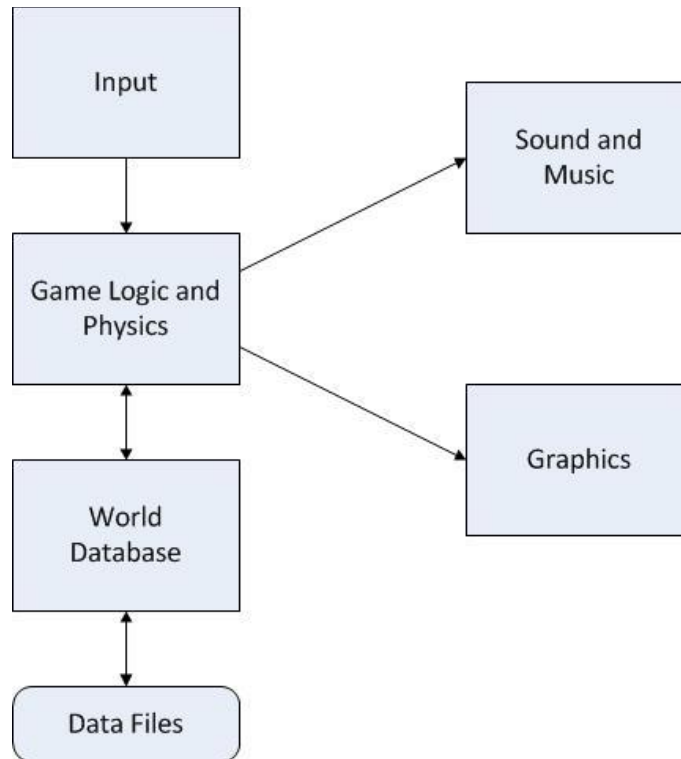 Input
Sound and
Music
Game Logic and
Physics
Graphics
World
Database
Data Files